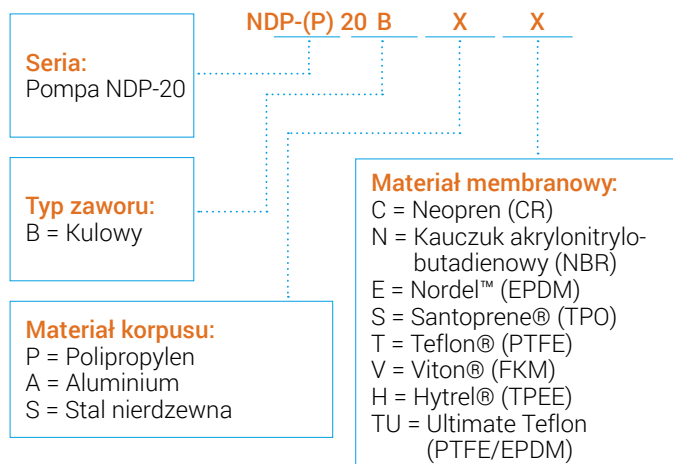 NDP-(P) 20 B X X
Seria:
Pompa NDP-20
Typ zaworu:
B = Kulowy
Materiał korpusu:
P = Polipropylen
A = Aluminium
S = Stal nierdzewna
Materiał membranowy:
C = Neopren (CR)
N = Kauczuk akrylonitrylo-
butadienowy (NBR)
E = Nordel™ (EPDM)
S = Santoprene® (TPO)
T = Teflon® (PTFE)
V = Viton® (FKM)
H = Hytrel® (TPEE)
TU = Ultimate Teflon
(PTFE/EPDM)